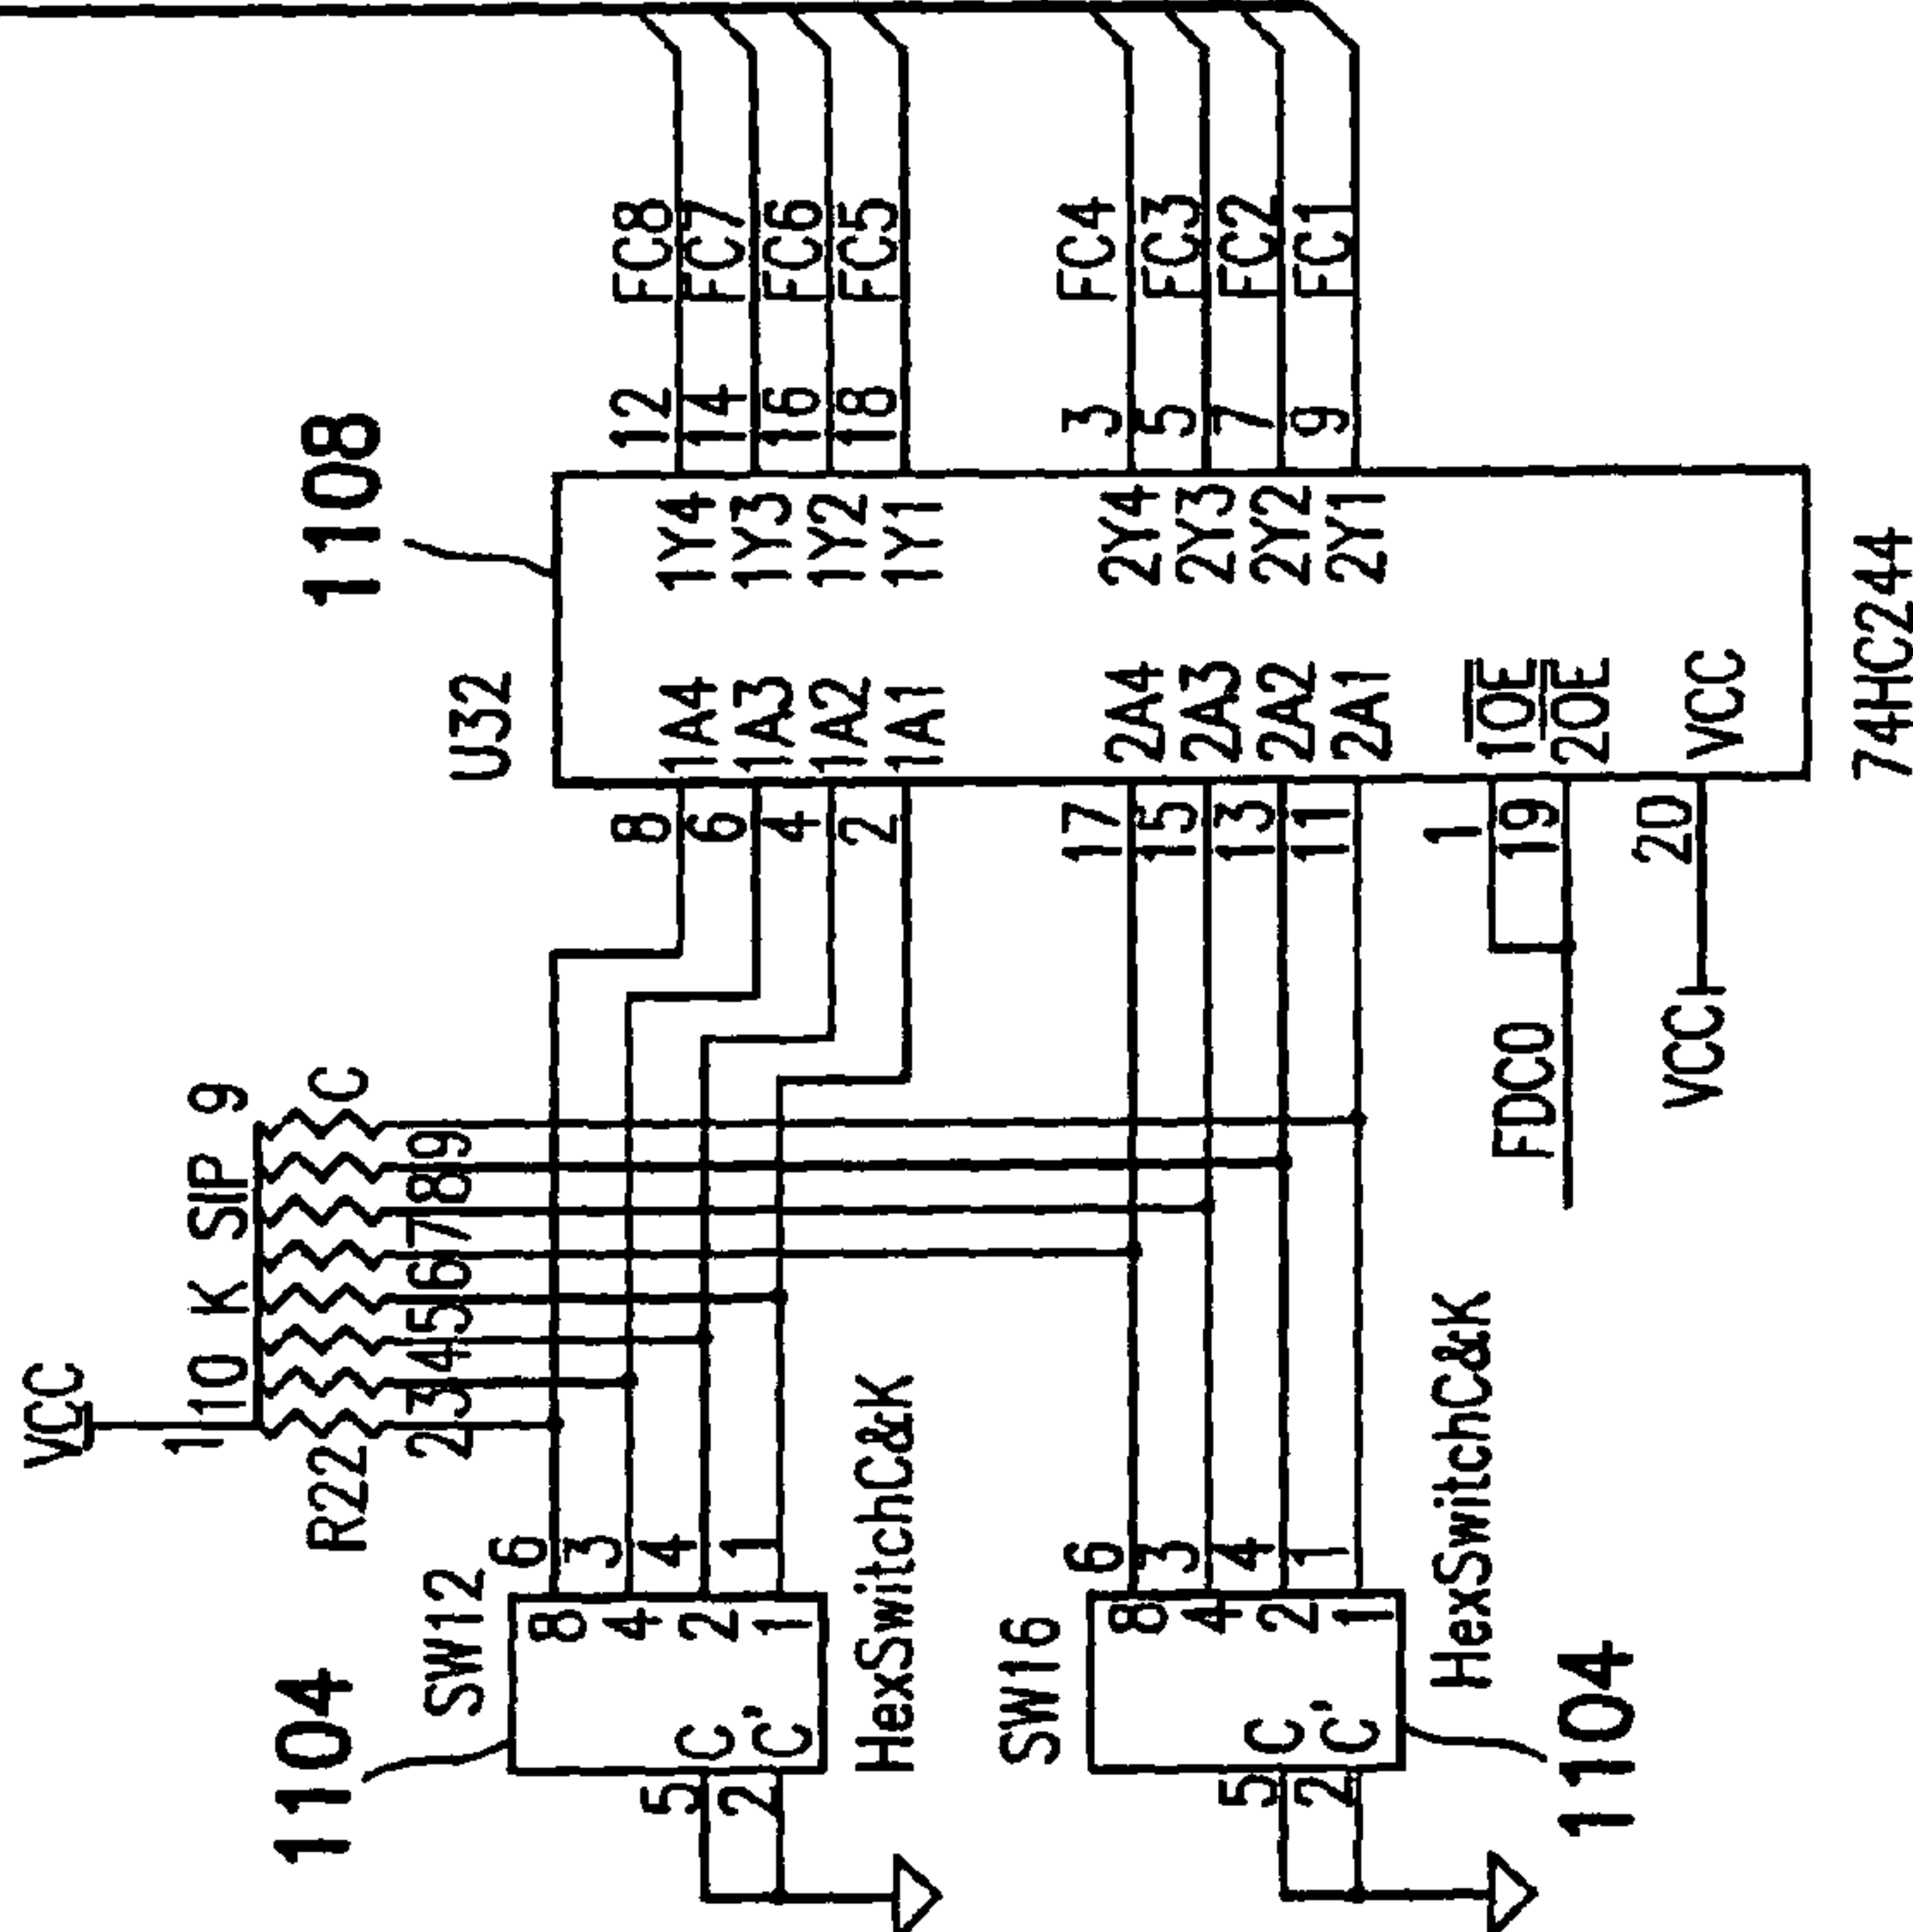 VCC
1
10 K SIP 9
1104
R22
C
1108
2 3 4 5 6 7 8 9
SW12
U32
6
8
8
1A4
1Y4
12
FC8
3
4
6
1A3
1Y3
14
FC7
4
2
4
1A2
1Y2
16
FC6
1
1
2
1A1
1Y1
18
FC5
5
C
2
C'
HexSwitchC&K
SW16
6
8
17
2A4
2Y4
3
FC4
3
4
15
2A3
2Y3
5
FC3
4
2
13
2A2
2Y2
7
FC2
1
1
11
2A1
2Y1
9
FC1
5
C
2
C'
HexSwitchC&K
1104
1
1OE
FDC0
19
2OE
VCC
20
VCC
74HC244